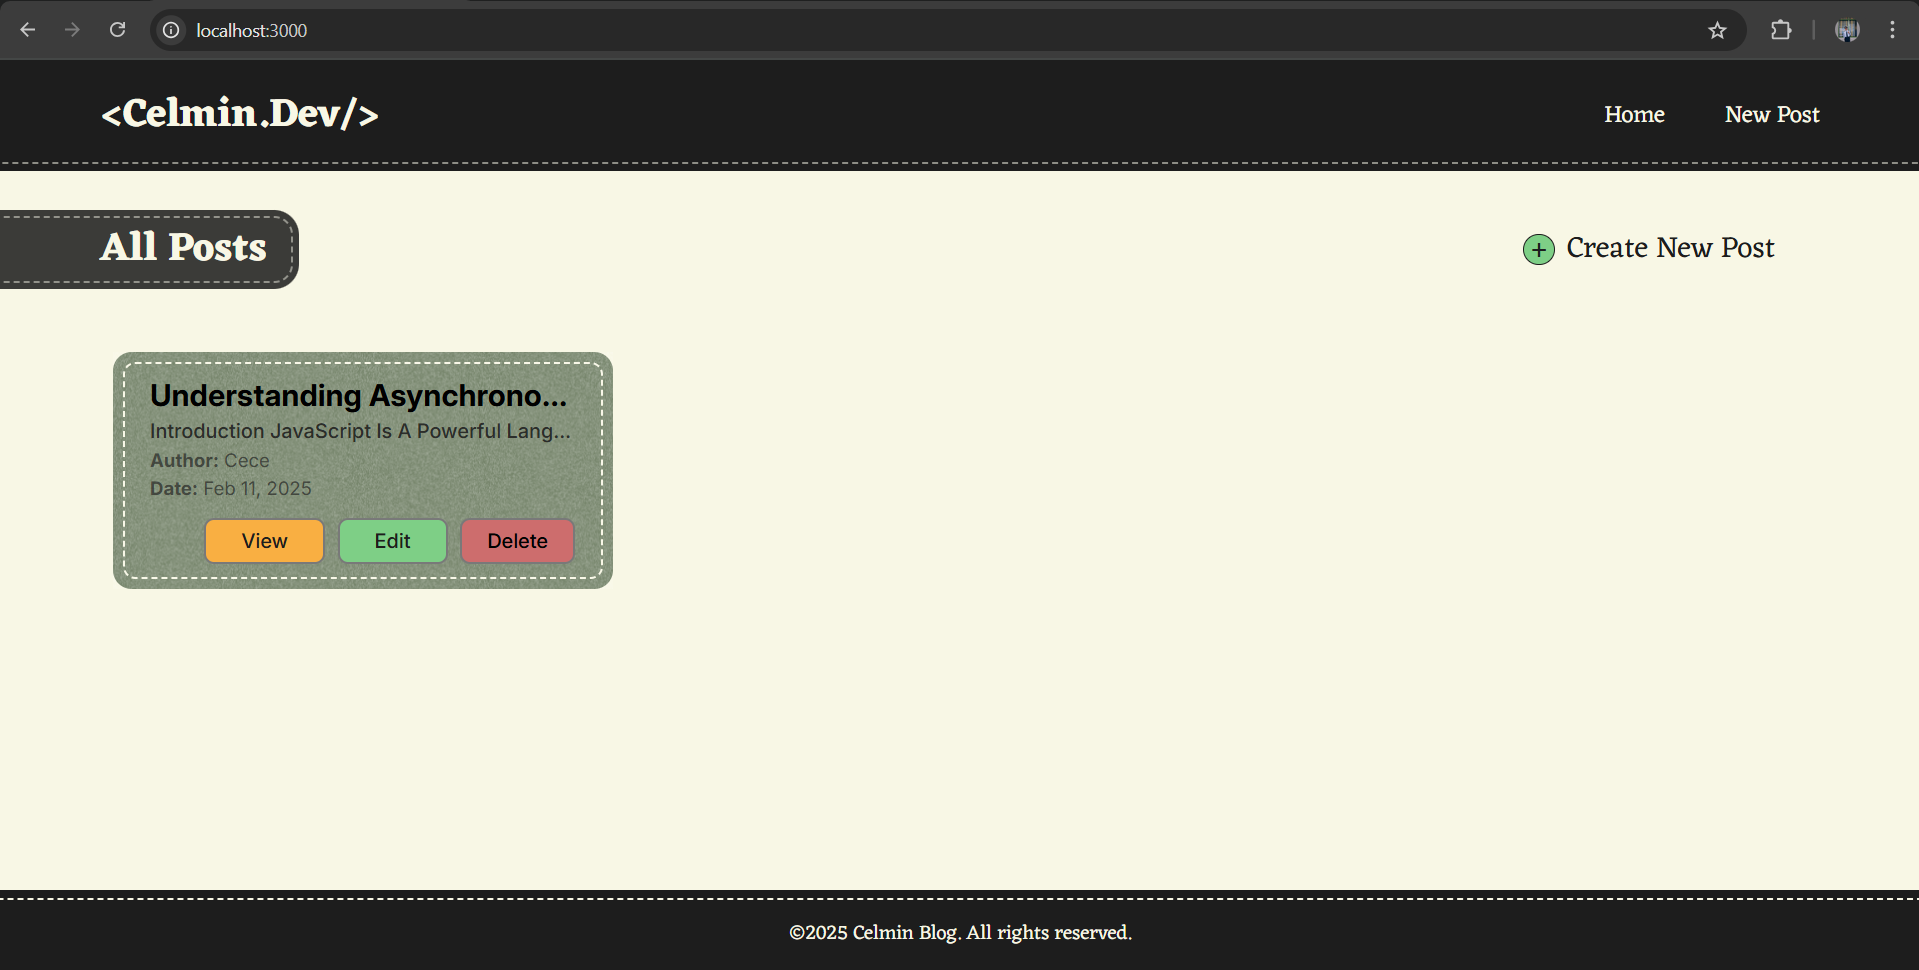 localhost:3000
<Celmin.Dev/>
Home
New Post
All Posts
+ Create New Post
Understanding Asynchrono...
Introduction JavaScript Is A Powerful Lang...
Author: Cece
Date: Feb 11, 2025
View
Edit
Delete
©2025 Celmin Blog. All rights reserved.